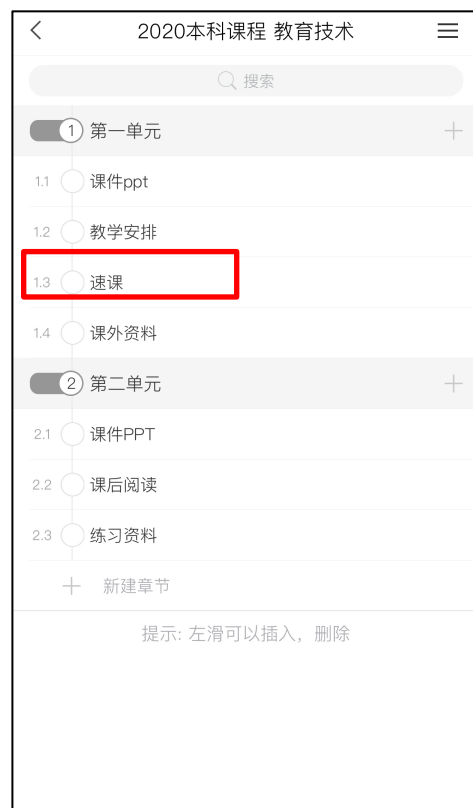 2020本科课程 教育技术
搜索
1 第一单元
1.1 课件ppt
1.2 教学安排
1.3 速课
1.4 课外资料
2 第二单元
2.1 课件PPT
2.2 课后阅读
2.3 练习资料
新建章节
提示: 左滑可以插入，删除